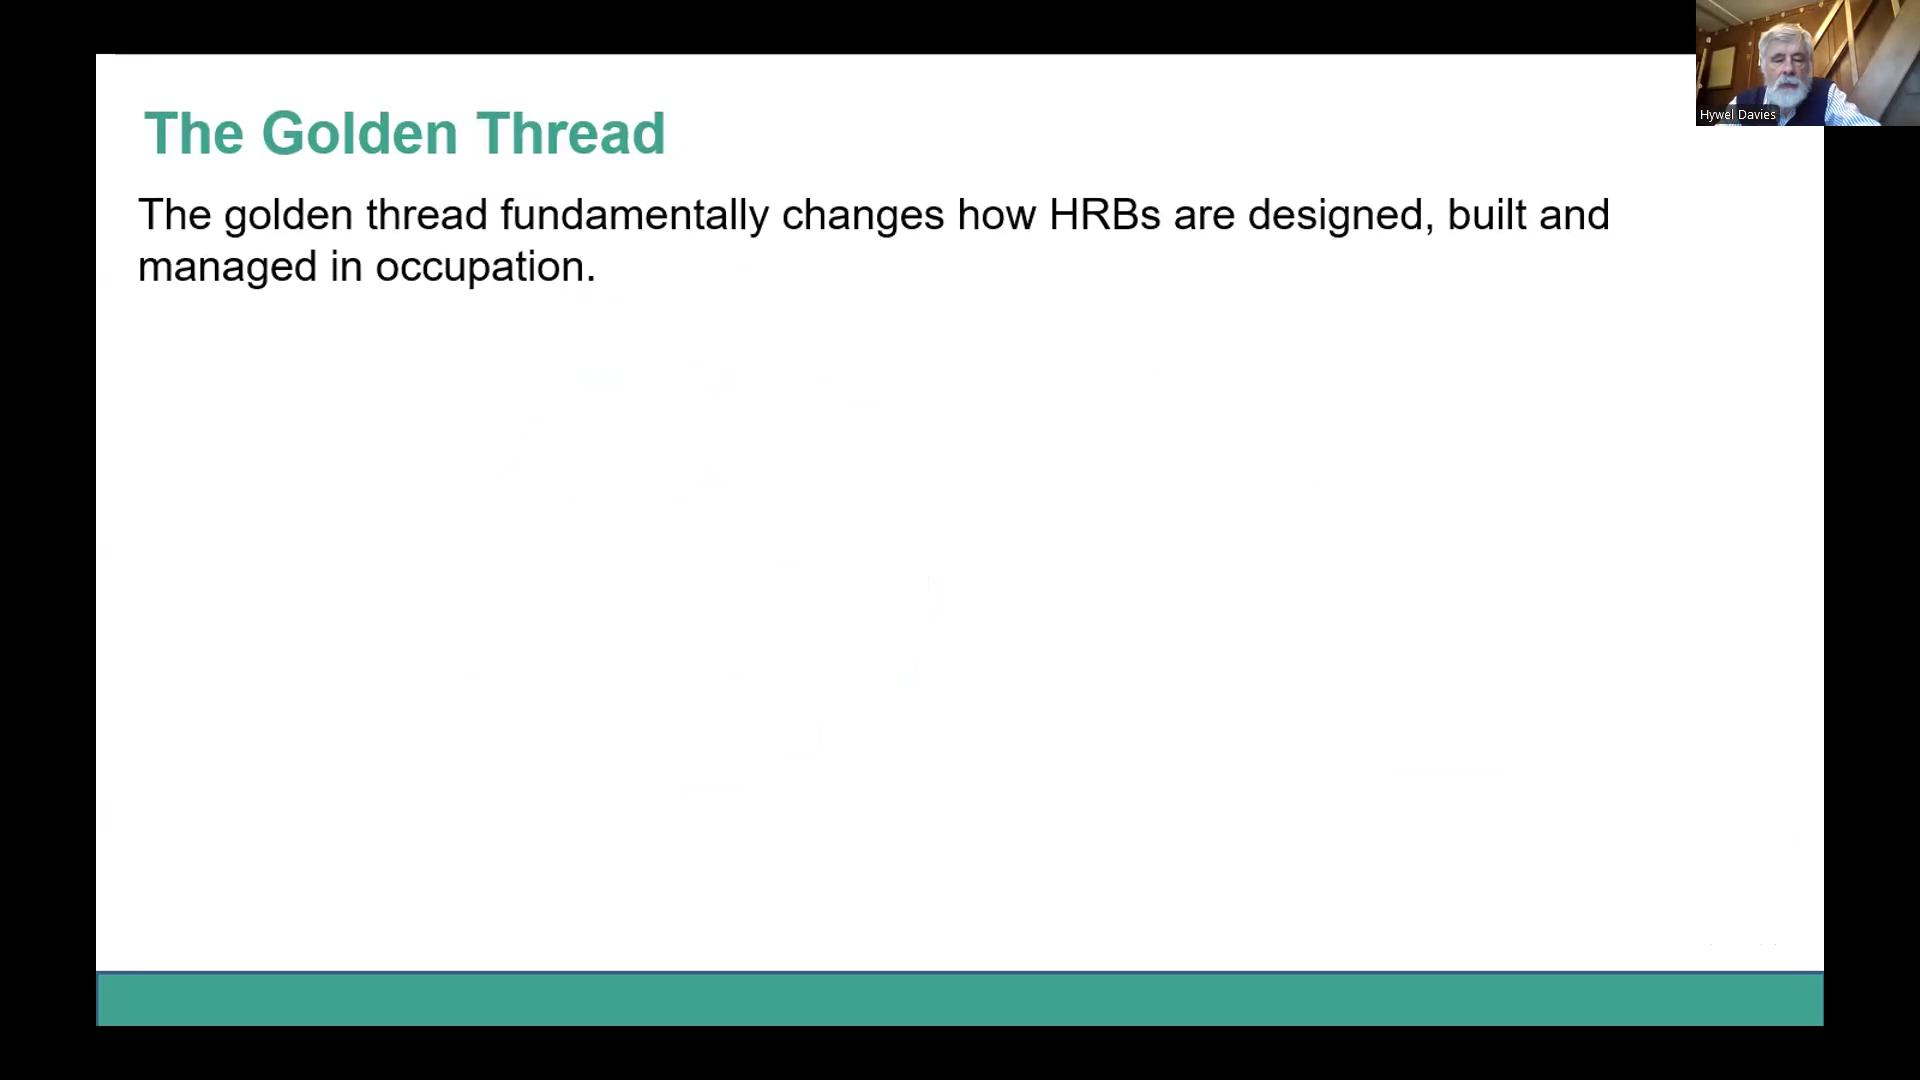 The Golden Thread
The golden thread fundamentally changes how HRBs are designed, built and
managed in occupation.
Hywel Davies